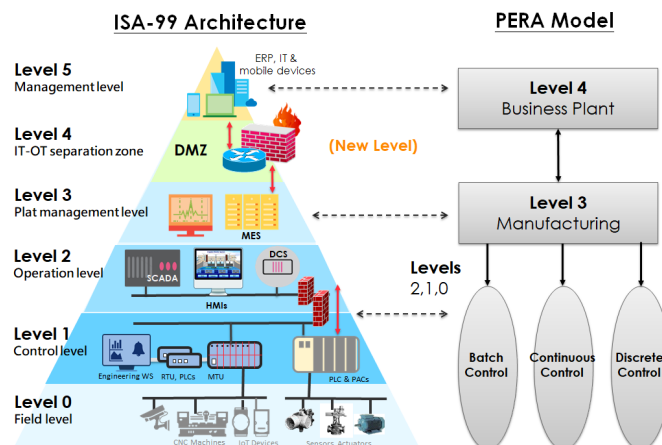 ISA-99 Architecture
PERA Model
Level 5
Management level
ERP, IT &
mobile devices
Level 4
Business Plant
Level 4
IT-OT separation zone
DMZ
(New Level)
Level 3
Plat management level
MES
Level 3
Manufacturing
Level 2
Operation level
SCADA
DCS
HMIs
Levels
2,1,0
Level 1
Control level
Engineering WS
RTU, PLCs
MTU
PLC & PACs
Batch
Control
Continuous
Control
Discrete
Control
Level 0
Field level
CNC Machines
IoT Devices
Sensors, Actuators